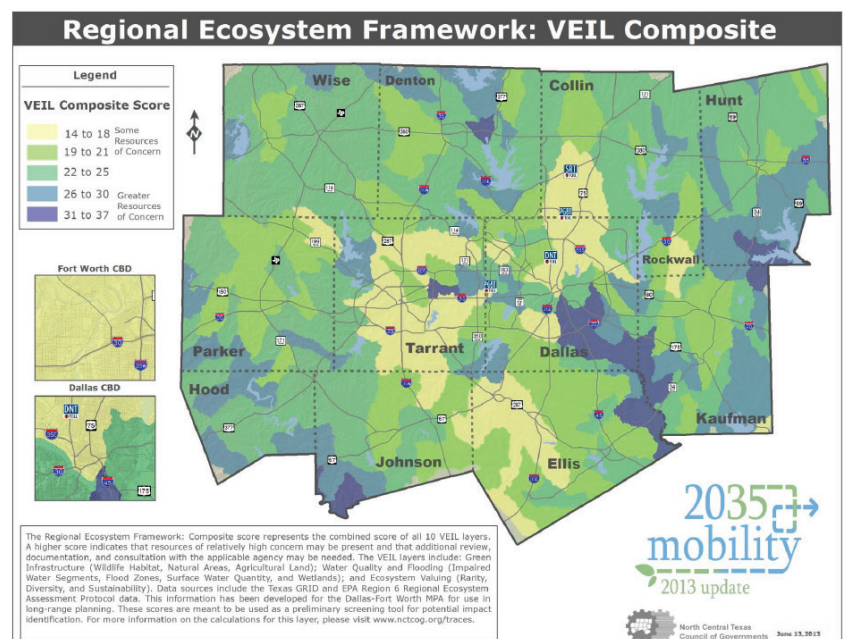 Regional Ecosystem Framework: VEIL Composite
Legend
VEIL Composite Score
14 to 18 Some Resources of Concern
19 to 21
22 to 25
26 to 30 Greater Resources of Concern
31 to 37
N
Wise
Denton
Collin
Hunt
Rockwall
Parker
Tarrant
Dallas
Hood
Johnson
Ellis
Kaufman
SRT
PGBT
DNT
Fort Worth CBD
30
Dallas CBD
DNT
75
30
45
175
The Regional Ecosystem Framework: Composite score represents the combined score of all 10 VEIL layers.
A higher score indicates that resources of relatively high concern may be present and that additional review,
documentation, and consultation with the applicable agency may be needed. The VEIL layers include: Green
Infrastructure (Wildlife Habitat, Natural Areas, Agricultural Land); Water Quality and Flooding (Impaired
Water Segments, Flood Zones, Surface Water Quantity, and Wetlands); and Ecosystem Valuing (Rarity,
Diversity, and Sustainability). Data sources include the Texas GRID and EPA Region 6 Regional Ecosystem
Assessment Protocol data. This information has been developed for the Dallas-Fort Worth MPA for use in
long-range planning. These scores are meant to be used as a preliminary screening tool for potential impact
identification. For more information on the calculations for this layer, please visit www.nctcog.org/traces.
2035
mobility
2013 update
North Central Texas
Council of Governments
June 13, 2013